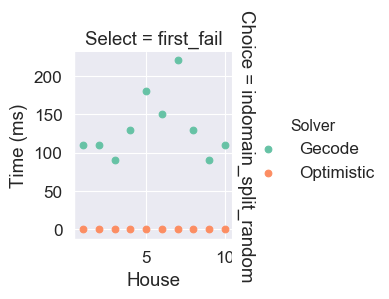 Select = first_fail
Choice = indomain_split_random
Time (ms)
200
150
100
50
0
5
10
House
Solver
Gecode
Optimistic